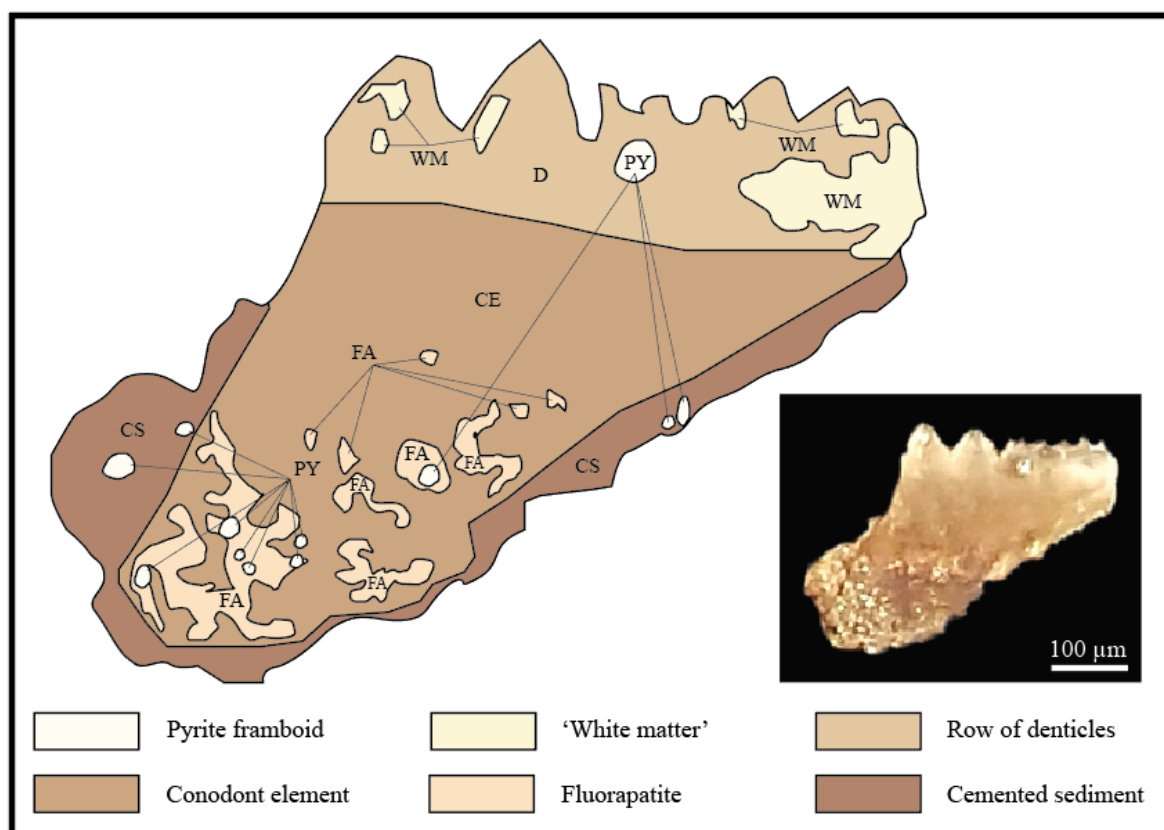 WM
WM
PY
D
WM
CE
FA
CS
FA
FA
PY
CS
FA
FA
FA
100 µm
Pyrite framboid
‘White matter’
Row of denticles
Conodont element
Fluorapatite
Cemented sediment